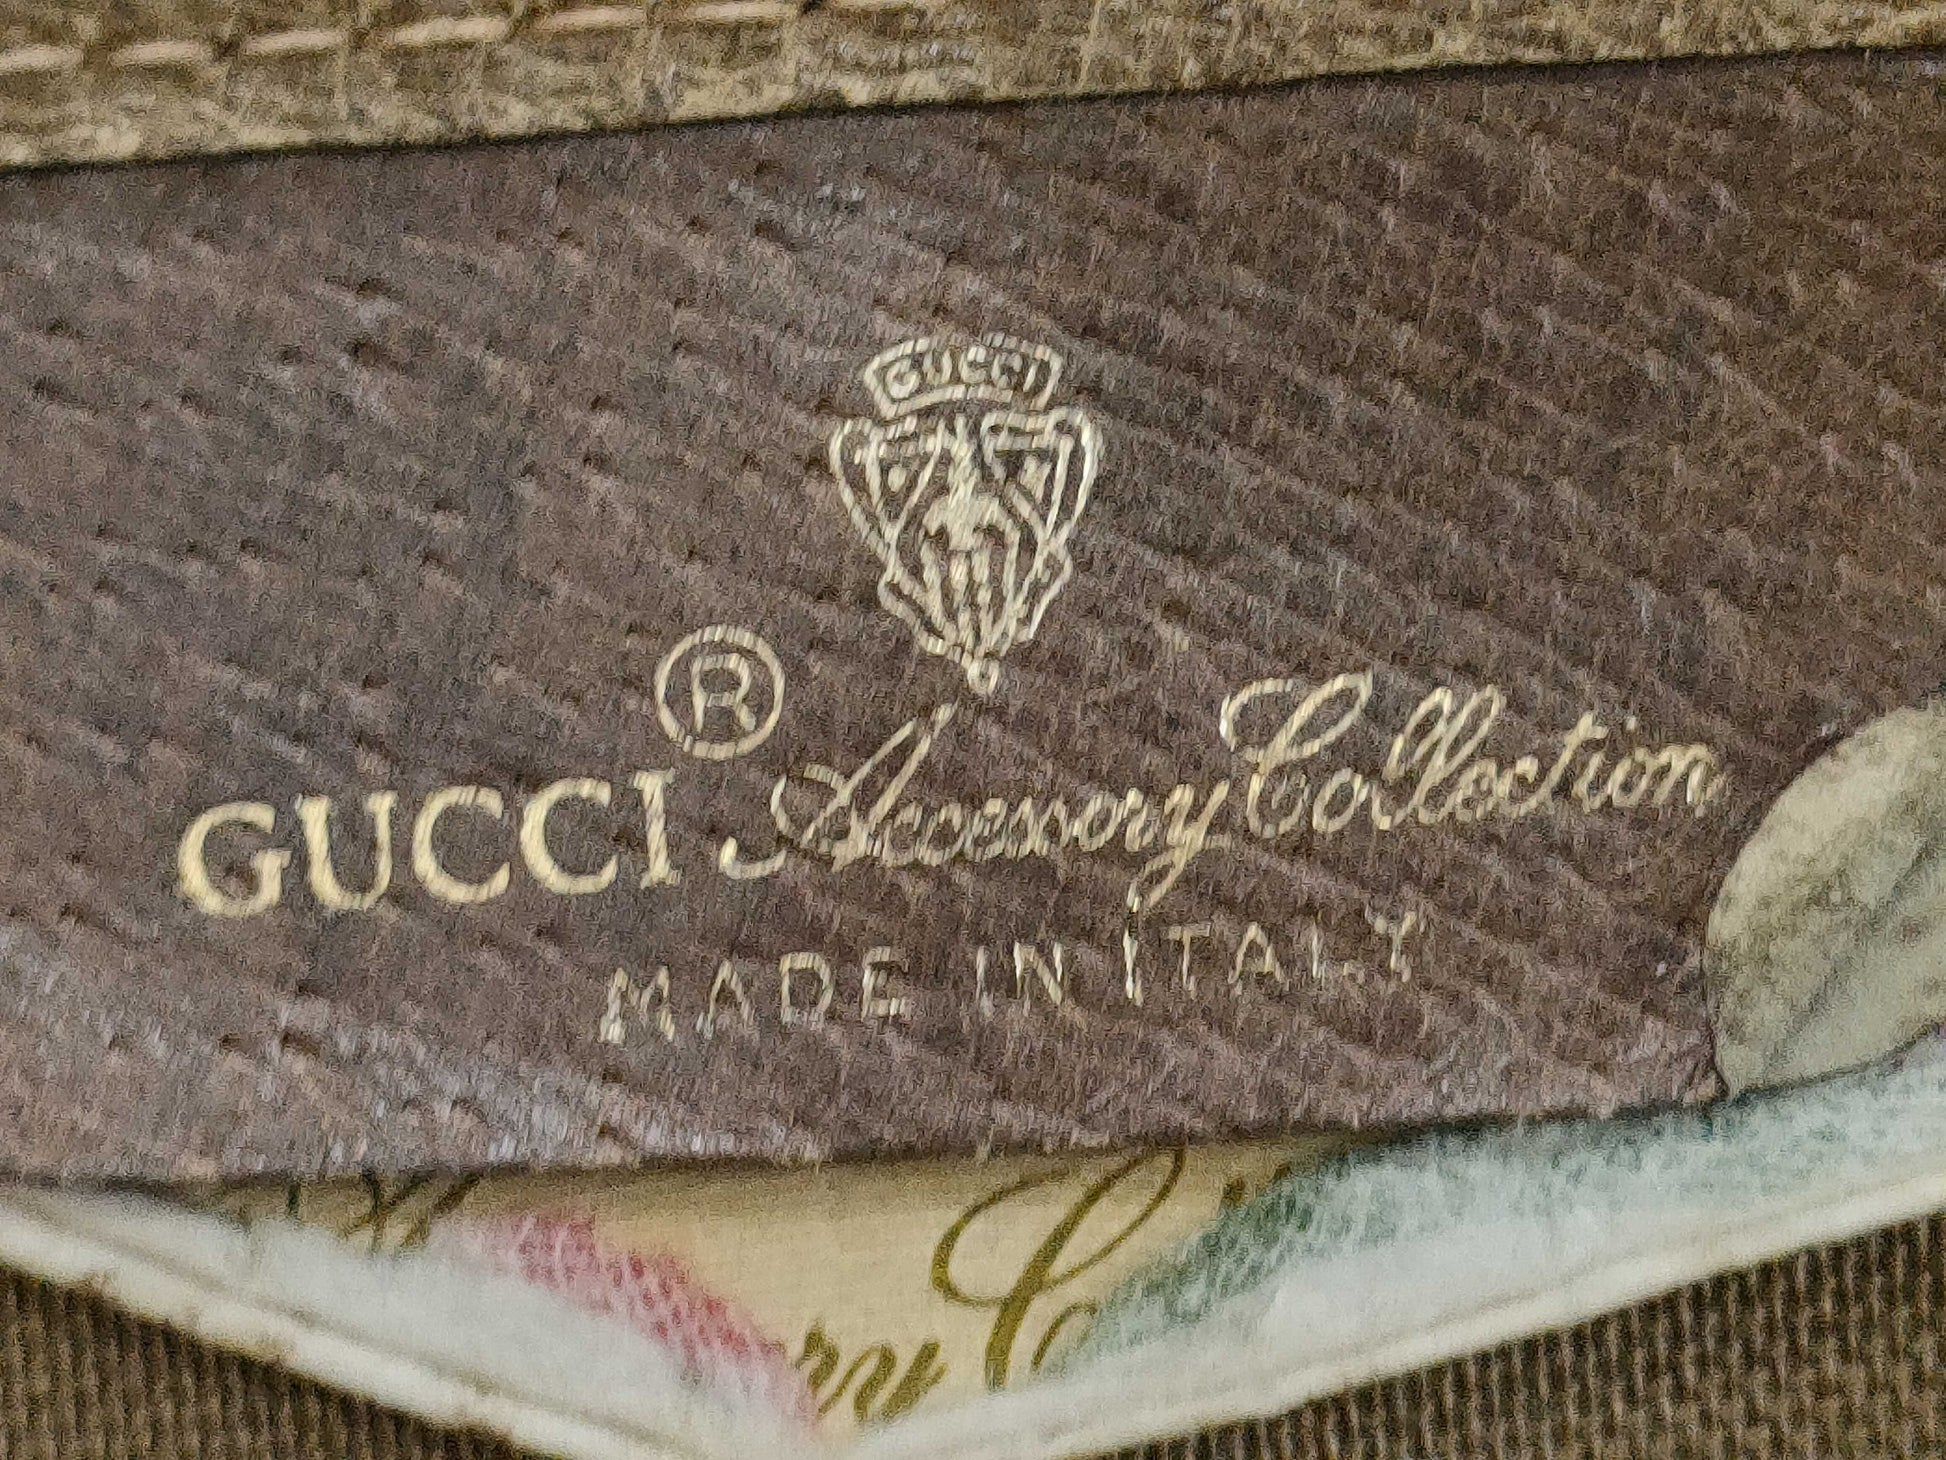 GUCCI
GUCCI ® Accessory Collection
MADE IN ITALY